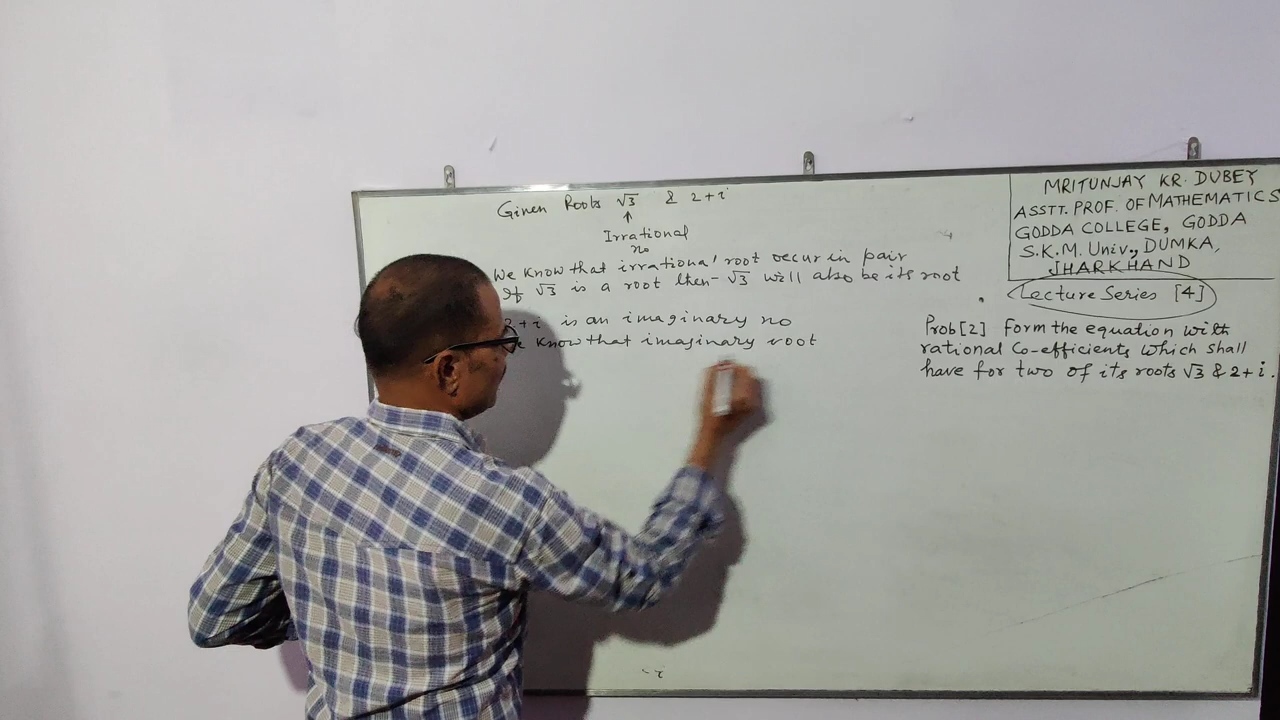 Given Roots √3 & 2+i
↑
Irrational
no
We know that irrational root occur in pair
If √3 is a root then -√3 will also be its root
2+i is an imaginary no
know that imaginary root
-i
MRITUNJAY KR. DUBEY
ASSTT. PROF. OF MATHEMATICS
GODDA COLLEGE, GODDA
S.K.M. Univ., DUMKA,
JHARKHAND
Lecture Series [4]
Prob[2] Form the equation with
rational Co-efficients which shall
have for two of its roots √3 & 2+i.